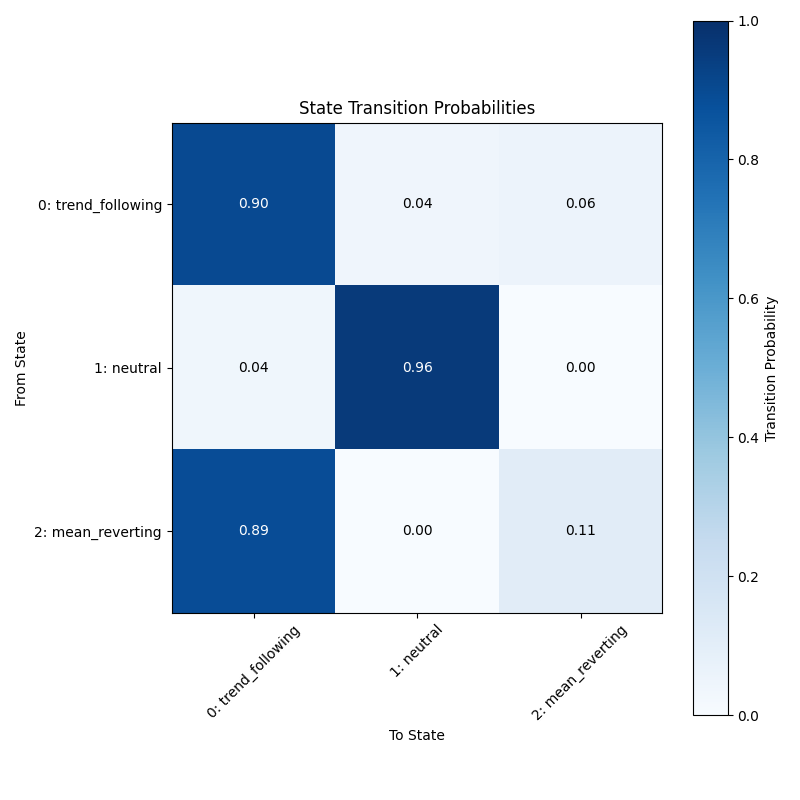 State Transition Probabilities
From State
0: trend_following 0.90 0.04 0.06
1: neutral 0.04 0.96 0.00
2: mean_reverting 0.89 0.00 0.11
0: trend_following 1: neutral 2: mean_reverting
To State
1.0
0.8
0.6
0.4
0.2
0.0
Transition Probability